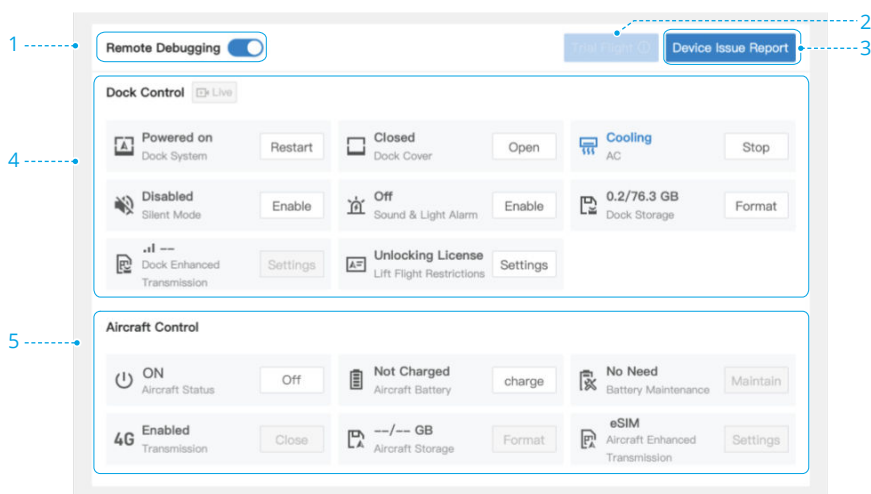 1
Remote Debugging
Trial Flight
Device Issue Report
2
3
Dock Control
Live
4
Powered on
Dock System
Restart
Closed
Dock Cover
Open
Cooling
AC
Stop
Disabled
Silent Mode
Enable
Off
Sound & Light Alarm
Enable
0.2/76.3 GB
Dock Storage
Format
--
Dock Enhanced
Transmission
Settings
Unlocking License
Lift Flight Restrictions
Settings
5
Aircraft Control
ON
Aircraft Status
Off
Not Charged
Aircraft Battery
charge
No Need
Battery Maintenance
Maintain
4G
Enabled
Transmission
Close
--/-- GB
Aircraft Storage
Format
eSIM
Aircraft Enhanced
Transmission
Settings